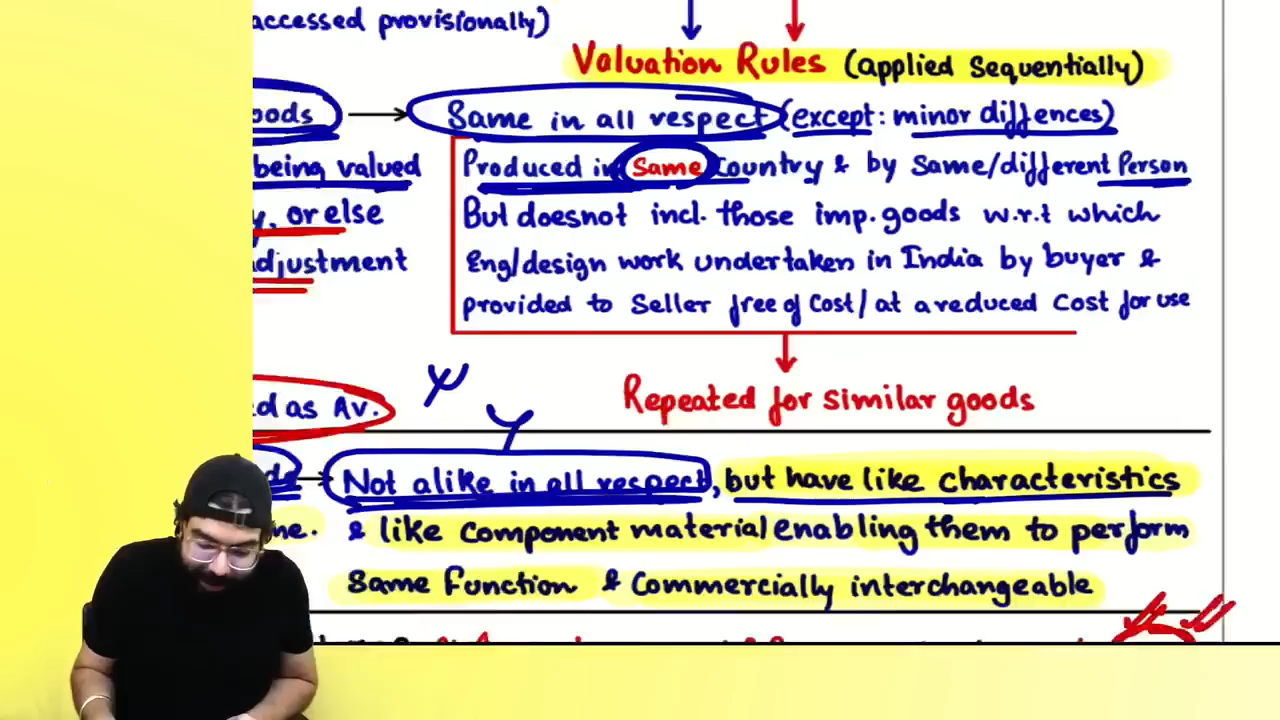 accessed provisionally)
Valuation Rules (applied Sequentially)
oods → Same in all respect (except: minor diffences)
being valued Produced in Same Country & by Same/different Person
y, or else But doesnot incl. those imp. goods w.r.t which
adjustment Eng/design work undertaken in India by buyer &
provided to Seller free of Cost/at a reduced Cost for use
Repeated for similar goods
ed as Av.
Not alike in all respect, but have like characteristics
ne. & like component material enabling them to perform
Same Function & Commercially interchangeable